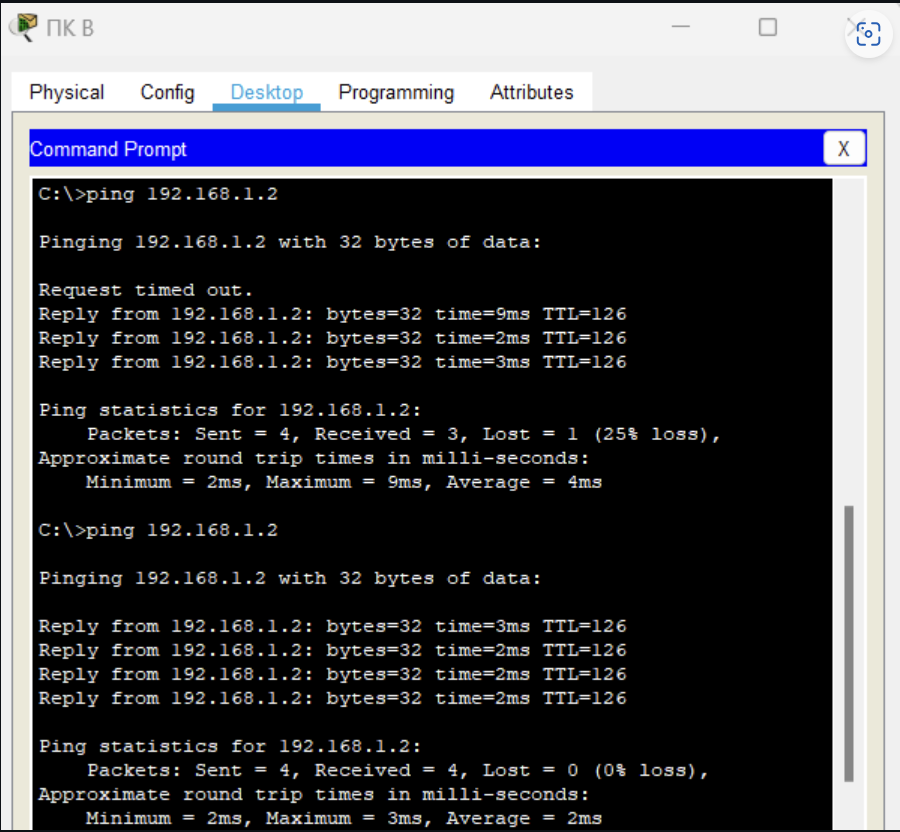 ПК B
Physical Config Desktop Programming Attributes
Command Prompt X
C:\>ping 192.168.1.2
Pinging 192.168.1.2 with 32 bytes of data:
Request timed out.
Reply from 192.168.1.2: bytes=32 time=9ms TTL=126
Reply from 192.168.1.2: bytes=32 time=2ms TTL=126
Reply from 192.168.1.2: bytes=32 time=3ms TTL=126
Ping statistics for 192.168.1.2:
Packets: Sent = 4, Received = 3, Lost = 1 (25% loss),
Approximate round trip times in milli-seconds:
Minimum = 2ms, Maximum = 9ms, Average = 4ms
C:\>ping 192.168.1.2
Pinging 192.168.1.2 with 32 bytes of data:
Reply from 192.168.1.2: bytes=32 time=3ms TTL=126
Reply from 192.168.1.2: bytes=32 time=2ms TTL=126
Reply from 192.168.1.2: bytes=32 time=2ms TTL=126
Reply from 192.168.1.2: bytes=32 time=2ms TTL=126
Ping statistics for 192.168.1.2:
Packets: Sent = 4, Received = 4, Lost = 0 (0% loss),
Approximate round trip times in milli-seconds:
Minimum = 2ms, Maximum = 3ms, Average = 2ms